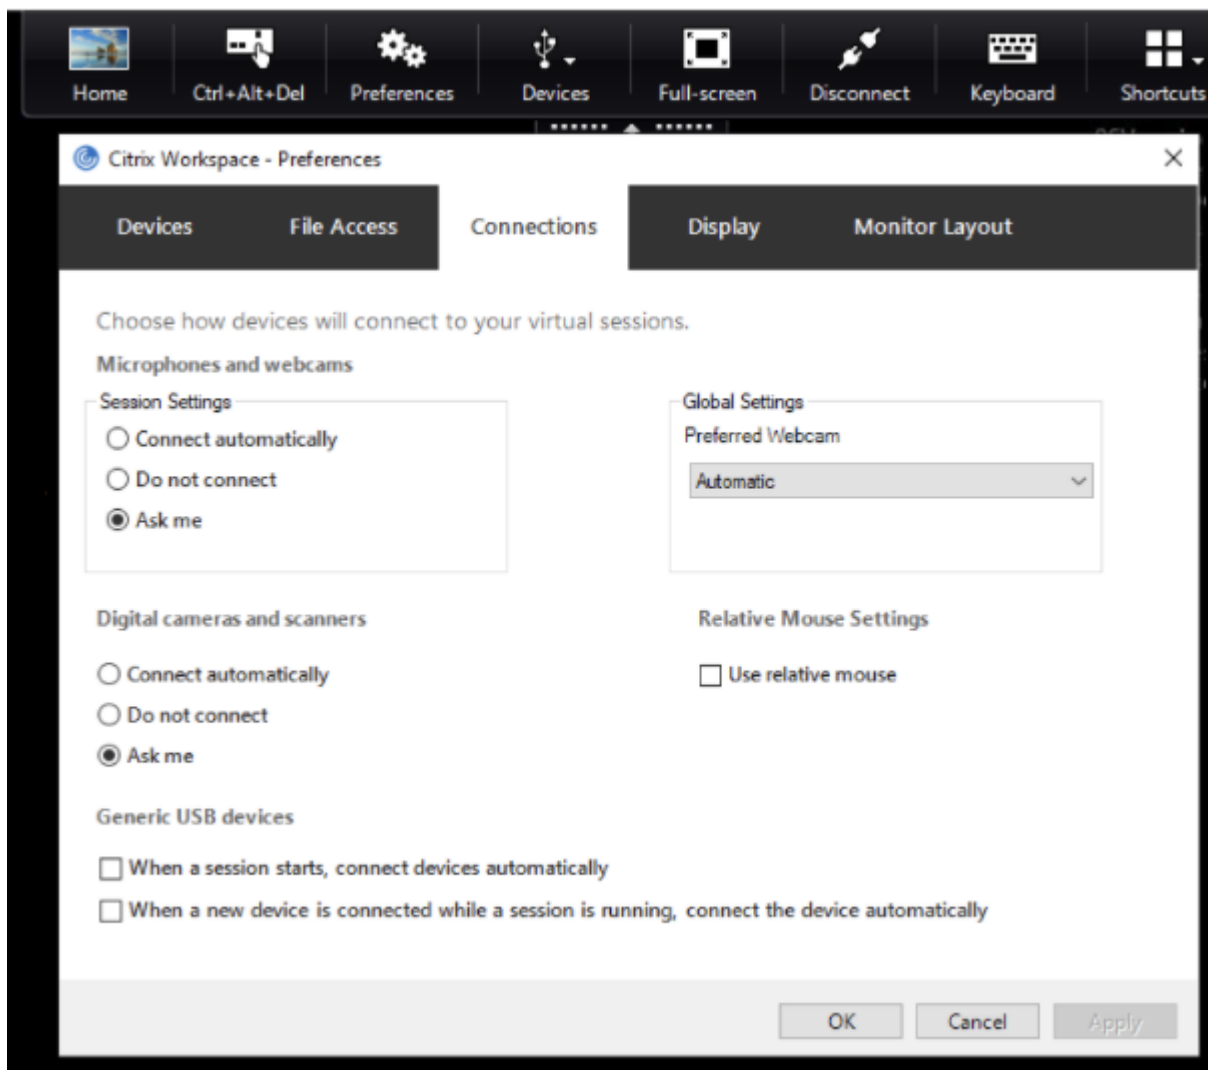 Home Ctrl+Alt+Del Preferences Devices Full-screen Disconnect Keyboard Shortcuts
Citrix Workspace - Preferences
Devices File Access Connections Display Monitor Layout
Choose how devices will connect to your virtual sessions.
Microphones and webcams
Session Settings
Connect automatically
Do not connect
Ask me
Global Settings
Preferred Webcam
Automatic
Digital cameras and scanners
Connect automatically
Do not connect
Ask me
Relative Mouse Settings
Use relative mouse
Generic USB devices
When a session starts, connect devices automatically
When a new device is connected while a session is running, connect the device automatically
OK Cancel Apply